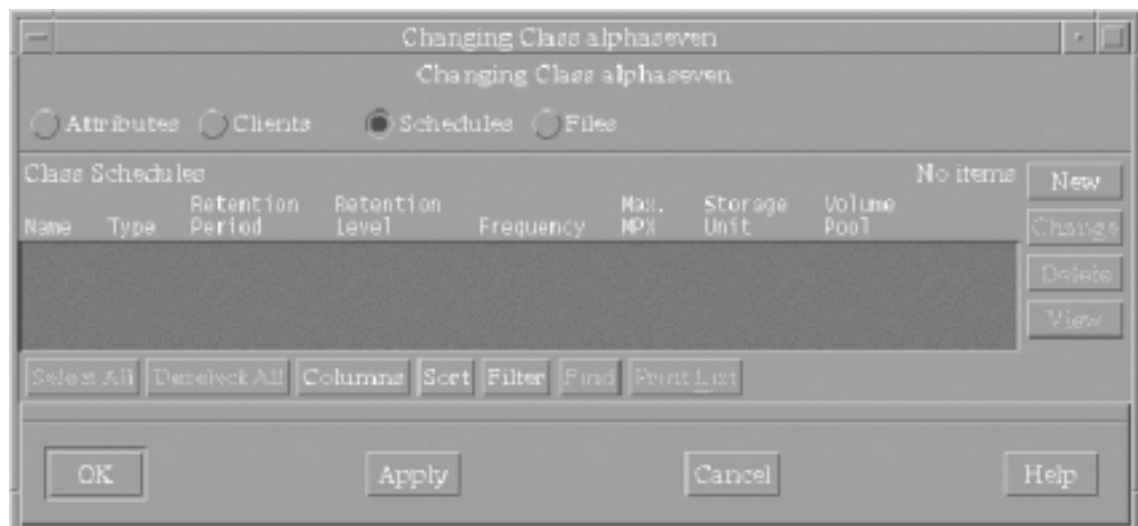 Changing Class alphaseven
Changing Class alphaseven
Attributes Clients Schedules Files
Class Schedules No items
New
Retention Retention Max. Storage Volume
Name Type Period Level Frequency MPX Unit Pool
Change
Delete
View
Select All Deselect All Columns Sort Filter Find Print List
OK Apply Cancel Help